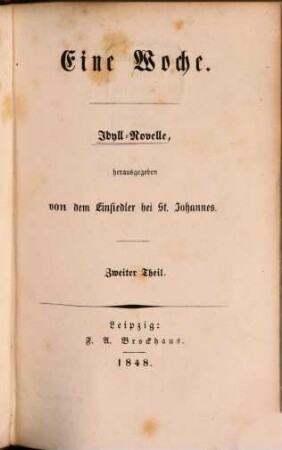 Eine Woche.
Idyll-Novelle,
herausgegeben
von dem Einsiedler bei St. Johannes.
Zweiter Theil.
Leipzig:
F. A. Brockhaus.
1848.